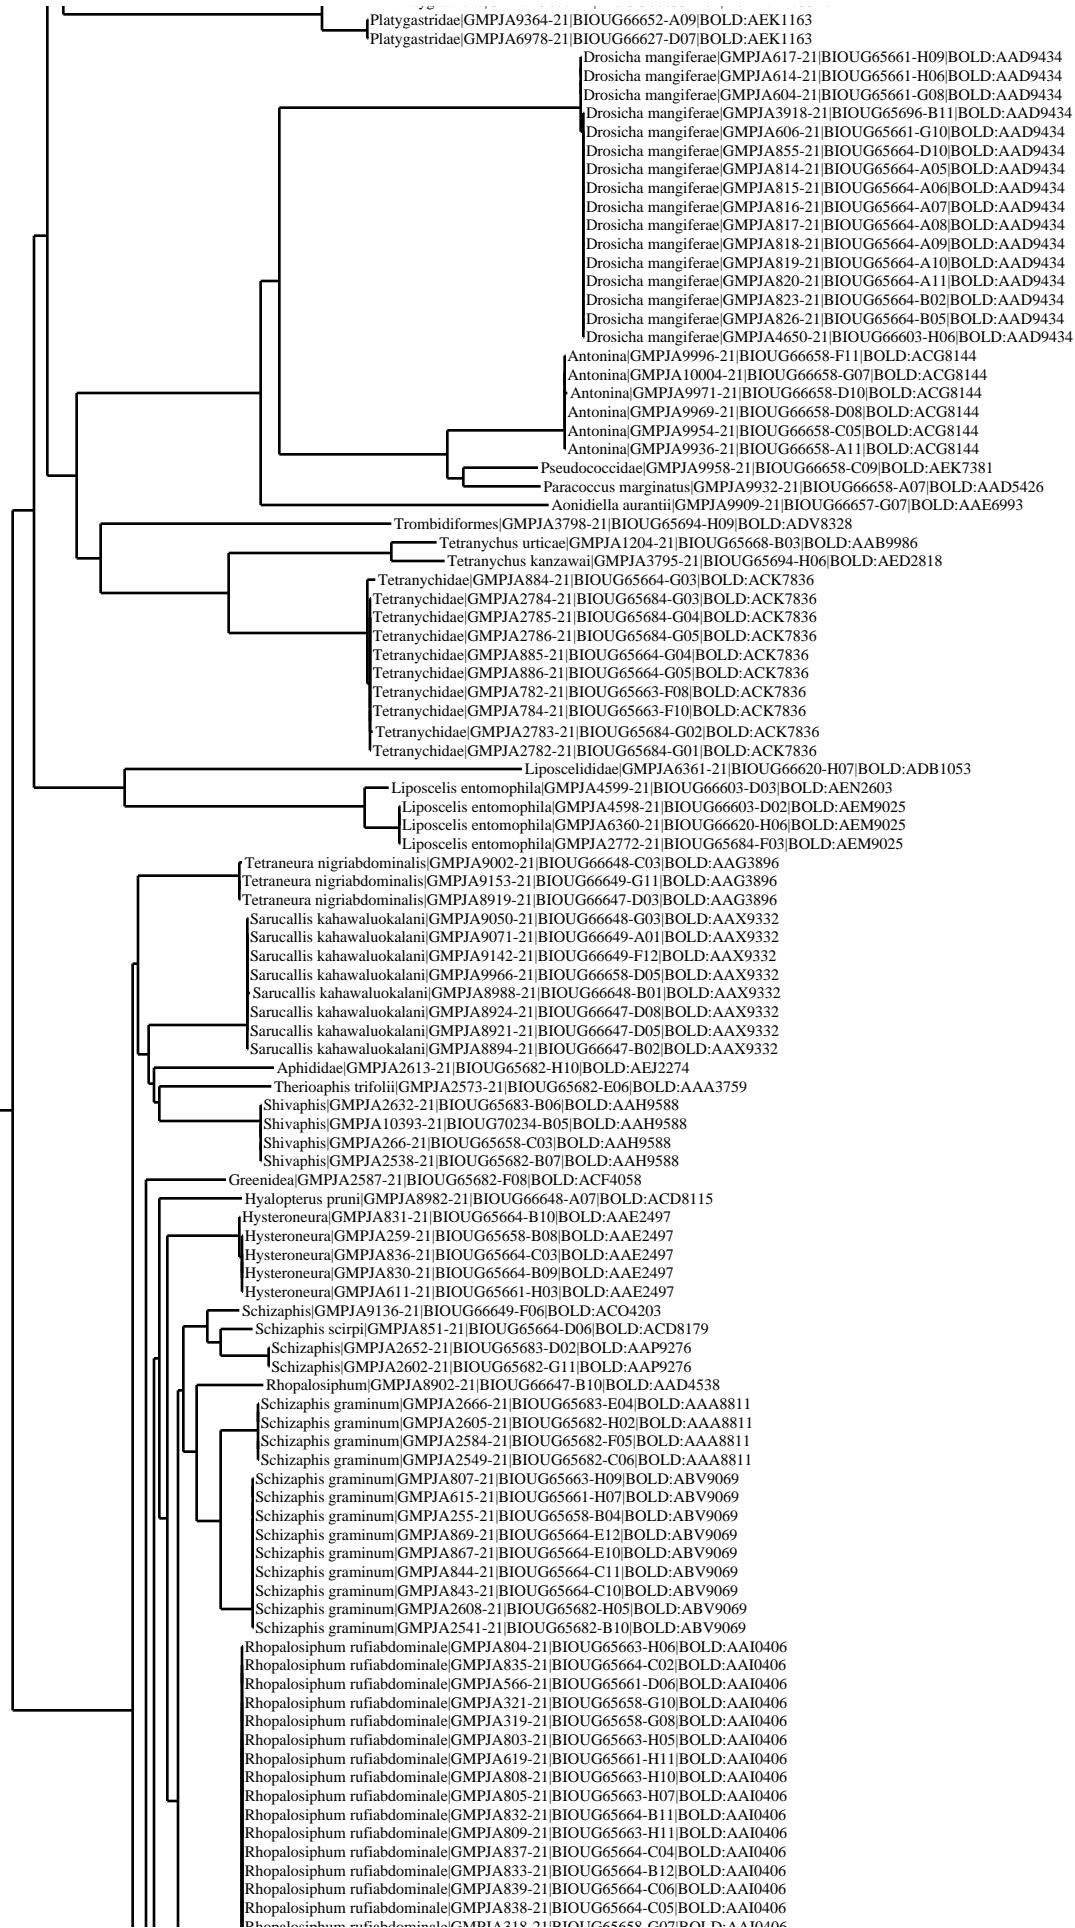 Platygastridae|GMPJA9364-21|BIOUG66652-A09|BOLD:AEK1163
Platygastridae|GMPJA6978-21|BIOUG66627-D07|BOLD:AEK1163
Drosicha mangiferae|GMPJA617-21|BIOUG65661-H09|BOLD:AAD9434
Drosicha mangiferae|GMPJA614-21|BIOUG65661-H06|BOLD:AAD9434
Drosicha mangiferae|GMPJA604-21|BIOUG65661-G08|BOLD:AAD9434
Drosicha mangiferae|GMPJA3918-21|BIOUG65696-B11|BOLD:AAD9434
Drosicha mangiferae|GMPJA606-21|BIOUG65661-G10|BOLD:AAD9434
Drosicha mangiferae|GMPJA855-21|BIOUG65664-D10|BOLD:AAD9434
Drosicha mangiferae|GMPJA814-21|BIOUG65664-A05|BOLD:AAD9434
Drosicha mangiferae|GMPJA815-21|BIOUG65664-A06|BOLD:AAD9434
Drosicha mangiferae|GMPJA816-21|BIOUG65664-A07|BOLD:AAD9434
Drosicha mangiferae|GMPJA817-21|BIOUG65664-A08|BOLD:AAD9434
Drosicha mangiferae|GMPJA818-21|BIOUG65664-A09|BOLD:AAD9434
Drosicha mangiferae|GMPJA819-21|BIOUG65664-A10|BOLD:AAD9434
Drosicha mangiferae|GMPJA820-21|BIOUG65664-A11|BOLD:AAD9434
Drosicha mangiferae|GMPJA823-21|BIOUG65664-B02|BOLD:AAD9434
Drosicha mangiferae|GMPJA826-21|BIOUG65664-B05|BOLD:AAD9434
Drosicha mangiferae|GMPJA4650-21|BIOUG66603-H06|BOLD:AAD9434
Antonina|GMPJA9996-21|BIOUG66658-F11|BOLD:ACG8144
Antonina|GMPJA10004-21|BIOUG66658-G07|BOLD:ACG8144
Antonina|GMPJA9971-21|BIOUG66658-D10|BOLD:ACG8144
Antonina|GMPJA9969-21|BIOUG66658-D08|BOLD:ACG8144
Antonina|GMPJA9954-21|BIOUG66658-C05|BOLD:ACG8144
Antonina|GMPJA9936-21|BIOUG66658-A11|BOLD:ACG8144
Pseudococcidae|GMPJA9958-21|BIOUG66658-C09|BOLD:AEK7381
Paracoccus marginatus|GMPJA9932-21|BIOUG66658-A07|BOLD:AAD5426
Aonidiella aurantii|GMPJA9909-21|BIOUG66657-G07|BOLD:AAE6993
Trombidiformes|GMPJA3798-21|BIOUG65694-H09|BOLD:ADV8328
Tetranychus urticae|GMPJA1204-21|BIOUG65668-B03|BOLD:AAB9986
Tetranychus kanzawai|GMPJA3795-21|BIOUG65694-H06|BOLD:AED2818
Tetranychidae|GMPJA884-21|BIOUG65664-G03|BOLD:ACK7836
Tetranychidae|GMPJA2784-21|BIOUG65684-G03|BOLD:ACK7836
Tetranychidae|GMPJA2785-21|BIOUG65684-G04|BOLD:ACK7836
Tetranychidae|GMPJA2786-21|BIOUG65684-G05|BOLD:ACK7836
Tetranychidae|GMPJA885-21|BIOUG65664-G04|BOLD:ACK7836
Tetranychidae|GMPJA886-21|BIOUG65664-G05|BOLD:ACK7836
Tetranychidae|GMPJA782-21|BIOUG65663-F08|BOLD:ACK7836
Tetranychidae|GMPJA784-21|BIOUG65663-F10|BOLD:ACK7836
Tetranychidae|GMPJA2783-21|BIOUG65684-G02|BOLD:ACK7836
Tetranychidae|GMPJA2782-21|BIOUG65684-G01|BOLD:ACK7836
Liposcelididae|GMPJA6361-21|BIOUG66620-H07|BOLD:ADB1053
Liposcelis entomophila|GMPJA4599-21|BIOUG66603-D03|BOLD:AEN2603
Liposcelis entomophila|GMPJA4598-21|BIOUG66603-D02|BOLD:AEM9025
Liposcelis entomophila|GMPJA6360-21|BIOUG66620-H06|BOLD:AEM9025
Liposcelis entomophila|GMPJA2772-21|BIOUG65684-F03|BOLD:AEM9025
Tetraneura nigriabdominalis|GMPJA9002-21|BIOUG66648-C03|BOLD:AAG3896
Tetraneura nigriabdominalis|GMPJA9153-21|BIOUG66649-G11|BOLD:AAG3896
Tetraneura nigriabdominalis|GMPJA8919-21|BIOUG66647-D03|BOLD:AAG3896
Sarucallis kahawaluokalani|GMPJA9050-21|BIOUG66648-G03|BOLD:AAX9332
Sarucallis kahawaluokalani|GMPJA9071-21|BIOUG66649-A01|BOLD:AAX9332
Sarucallis kahawaluokalani|GMPJA9142-21|BIOUG66649-F12|BOLD:AAX9332
Sarucallis kahawaluokalani|GMPJA9966-21|BIOUG66658-D05|BOLD:AAX9332
Sarucallis kahawaluokalani|GMPJA8988-21|BIOUG66648-B01|BOLD:AAX9332
Sarucallis kahawaluokalani|GMPJA8924-21|BIOUG66647-D08|BOLD:AAX9332
Sarucallis kahawaluokalani|GMPJA8921-21|BIOUG66647-D05|BOLD:AAX9332
Sarucallis kahawaluokalani|GMPJA8894-21|BIOUG66647-B02|BOLD:AAX9332
Aphididae|GMPJA2613-21|BIOUG65682-H10|BOLD:AEJ2274
Therioaphis trifolii|GMPJA2573-21|BIOUG65682-E06|BOLD:AAA3759
Shivaphis|GMPJA2632-21|BIOUG65683-B06|BOLD:AAH9588
Shivaphis|GMPJA10393-21|BIOUG70234-B05|BOLD:AAH9588
Shivaphis|GMPJA266-21|BIOUG65658-C03|BOLD:AAH9588
Shivaphis|GMPJA2538-21|BIOUG65682-B07|BOLD:AAH9588
Greenidea|GMPJA2587-21|BIOUG65682-F08|BOLD:ACF4058
Hyalopterus pruni|GMPJA8982-21|BIOUG66648-A07|BOLD:ACD8115
Hysteroneura|GMPJA831-21|BIOUG65664-B10|BOLD:AAE2497
Hysteroneura|GMPJA259-21|BIOUG65658-B08|BOLD:AAE2497
Hysteroneura|GMPJA836-21|BIOUG65664-C03|BOLD:AAE2497
Hysteroneura|GMPJA830-21|BIOUG65664-B09|BOLD:AAE2497
Hysteroneura|GMPJA611-21|BIOUG65661-H03|BOLD:AAE2497
Schizaphis|GMPJA9136-21|BIOUG66649-F06|BOLD:ACO4203
Schizaphis scirpi|GMPJA851-21|BIOUG65664-D06|BOLD:ACD8179
Schizaphis|GMPJA2652-21|BIOUG65683-D02|BOLD:AAP9276
Schizaphis|GMPJA2602-21|BIOUG65682-G11|BOLD:AAP9276
Rhopalosiphum|GMPJA8902-21|BIOUG66647-B10|BOLD:AAD4538
Schizaphis graminum|GMPJA2666-21|BIOUG65683-E04|BOLD:AAA8811
Schizaphis graminum|GMPJA2605-21|BIOUG65682-H02|BOLD:AAA8811
Schizaphis graminum|GMPJA2584-21|BIOUG65682-F05|BOLD:AAA8811
Schizaphis graminum|GMPJA2549-21|BIOUG65682-C06|BOLD:AAA8811
Schizaphis graminum|GMPJA807-21|BIOUG65663-H09|BOLD:ABV9069
Schizaphis graminum|GMPJA615-21|BIOUG65661-H07|BOLD:ABV9069
Schizaphis graminum|GMPJA255-21|BIOUG65658-B04|BOLD:ABV9069
Schizaphis graminum|GMPJA869-21|BIOUG65664-E12|BOLD:ABV9069
Schizaphis graminum|GMPJA867-21|BIOUG65664-E10|BOLD:ABV9069
Schizaphis graminum|GMPJA844-21|BIOUG65664-C11|BOLD:ABV9069
Schizaphis graminum|GMPJA843-21|BIOUG65664-C10|BOLD:ABV9069
Schizaphis graminum|GMPJA2608-21|BIOUG65682-H05|BOLD:ABV9069
Schizaphis graminum|GMPJA2541-21|BIOUG65682-B10|BOLD:ABV9069
Rhopalosiphum rufiabdominale|GMPJA804-21|BIOUG65663-H06|BOLD:AAI0406
Rhopalosiphum rufiabdominale|GMPJA835-21|BIOUG65664-C02|BOLD:AAI0406
Rhopalosiphum rufiabdominale|GMPJA566-21|BIOUG65661-D06|BOLD:AAI0406
Rhopalosiphum rufiabdominale|GMPJA321-21|BIOUG65658-G10|BOLD:AAI0406
Rhopalosiphum rufiabdominale|GMPJA319-21|BIOUG65658-G08|BOLD:AAI0406
Rhopalosiphum rufiabdominale|GMPJA803-21|BIOUG65663-H05|BOLD:AAI0406
Rhopalosiphum rufiabdominale|GMPJA619-21|BIOUG65661-H11|BOLD:AAI0406
Rhopalosiphum rufiabdominale|GMPJA808-21|BIOUG65663-H10|BOLD:AAI0406
Rhopalosiphum rufiabdominale|GMPJA805-21|BIOUG65663-H07|BOLD:AAI0406
Rhopalosiphum rufiabdominale|GMPJA832-21|BIOUG65664-B11|BOLD:AAI0406
Rhopalosiphum rufiabdominale|GMPJA809-21|BIOUG65663-H11|BOLD:AAI0406
Rhopalosiphum rufiabdominale|GMPJA837-21|BIOUG65664-C04|BOLD:AAI0406
Rhopalosiphum rufiabdominale|GMPJA833-21|BIOUG65664-B12|BOLD:AAI0406
Rhopalosiphum rufiabdominale|GMPJA839-21|BIOUG65664-C06|BOLD:AAI0406
Rhopalosiphum rufiabdominale|GMPJA838-21|BIOUG65664-C05|BOLD:AAI0406
Rhopalosiphum rufiabdominale|GMPJA318-21|BIOUG65658-G07|BOLD:AAI0406